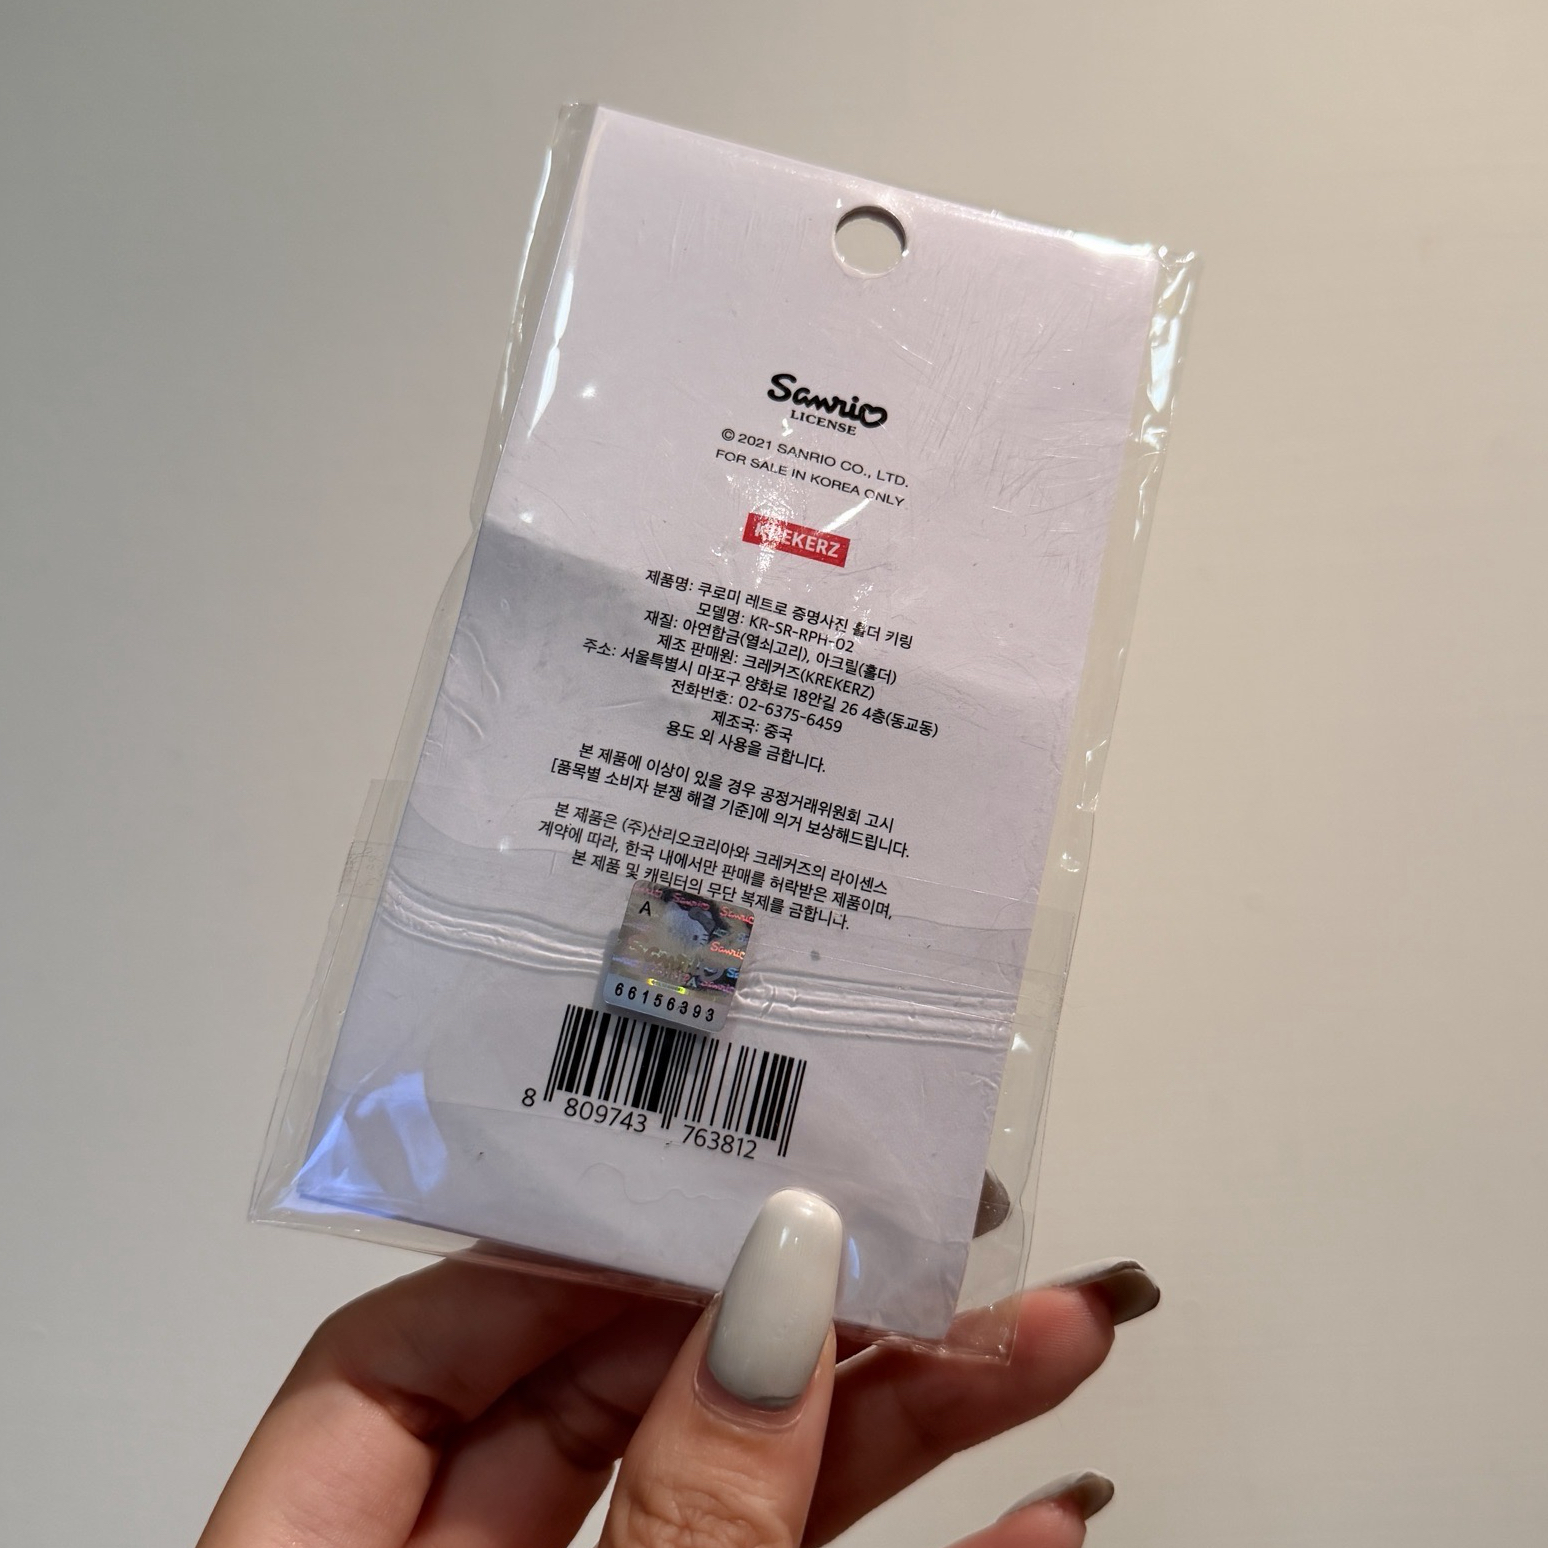 Sanrio
LICENSE
© 2021 SANRIO CO., LTD.
FOR SALE IN KOREA ONLY
KREKERZ
제품명: 쿠로미 레트로 증명사진 홀더 키링
모델명: KR-SR-RPH-02
재질: 아연합금(열쇠고리), 아크릴(홀더)
제조 판매원: 크레커즈(KREKERZ)
주소: 서울특별시 마포구 양화로 18안길 26 4층(동교동)
전화번호: 02-6375-6459
제조국: 중국
용도 외 사용을 금합니다.
본 제품에 이상이 있을 경우 공정거래위원회 고시
[품목별 소비자 분쟁 해결 기준]에 의거 보상해드립니다.
본 제품은 (주)산리오코리아와 크레커즈의 라이센스
계약에 따라, 한국 내에서만 판매를 허락받은 제품이며,
본 제품 및 캐릭터의 무단 복제를 금합니다.
A
Sanrio
Sanrio
Sanrio
66156393
8 809743 763812